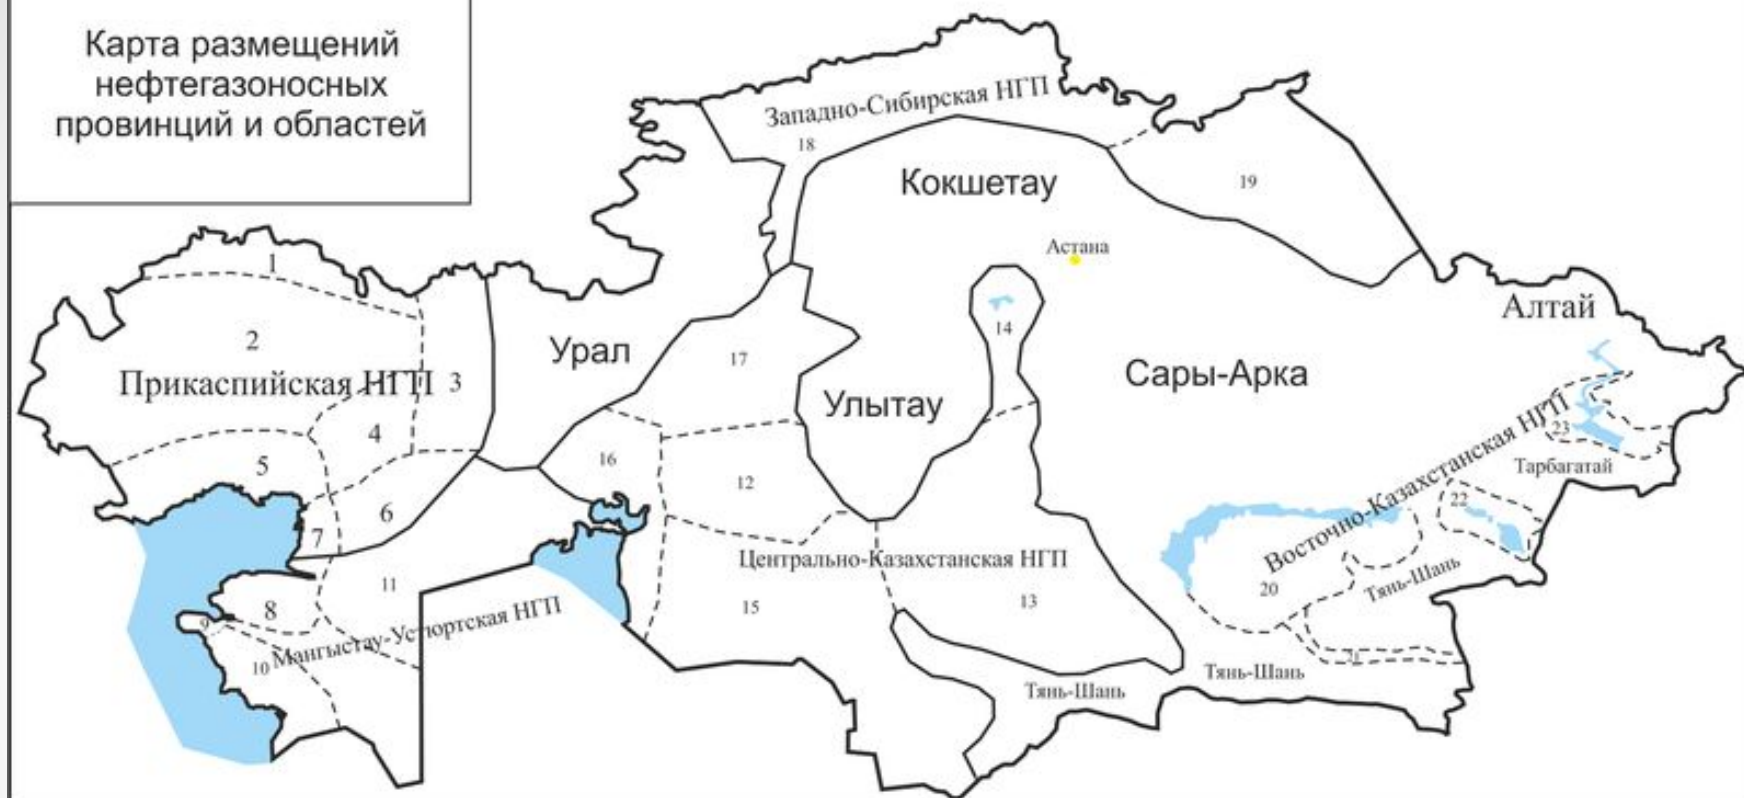 Карта размещений
нефтегазоносных
провинций и областей
Западно-Сибирская НГП
18
Кокшетау
19
Астана
1
2
Прикаспийская НГП
3
4
5
6
7
Урал
17
14
Алтай
Сары-Арка
Улытау
16
12
23
Тарбагатай
22
Восточно-Казахстанская НГП
Тянь-Шань
20
Центрально-Казахстанская НГП
15
13
11
8
9
10
Мангыстау-Устюртская НГП
21
Тянь-Шань
Тянь-Шань